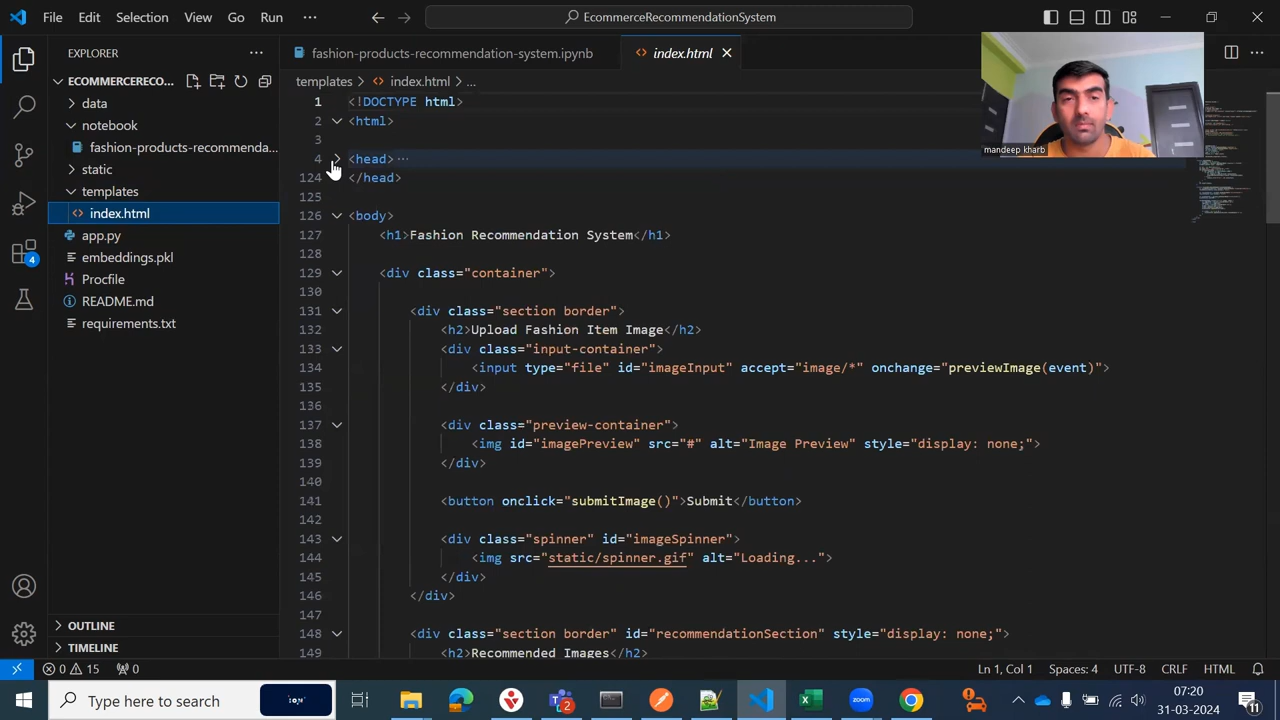 File Edit Selection View Go Run ··· EcommerceRecommendationSystem
EXPLORER ···
ECOMMERCERECO...
data
notebook
fashion-products-recommenda...
static
templates
index.html
app.py
embeddings.pkl
Procfile
README.md
requirements.txt
OUTLINE
TIMELINE
4
fashion-products-recommendation-system.ipynb
index.html
templates > index.html > ...
1 <!DOCTYPE html>
2 <html>
3
<head>···
124 </head>
125
126 <body>
127 <h1>Fashion Recommendation System</h1>
128
129 <div class="container">
130
131 <div class="section border">
132 <h2>Upload Fashion Item Image</h2>
133 <div class="input-container">
134 <input type="file" id="imageInput" accept="image/*" onchange="previewImage(event)">
135 </div>
136
137 <div class="preview-container">
138 <img id="imagePreview" src="#" alt="Image Preview" style="display: none;">
139 </div>
140
141 <button onclick="submitImage()">Submit</button>
142
143 <div class="spinner" id="imageSpinner">
144 <img src="static/spinner.gif" alt="Loading...">
145 </div>
146 </div>
147
148 <div class="section border" id="recommendationSection" style="display: none;">
149 <h2>Recommended Images</h2>
mandeep kharb
0 15 0
Ln 1, Col 1 Spaces: 4 UTF-8 CRLF HTML
Type here to search
2
07:20
31-03-2024
11